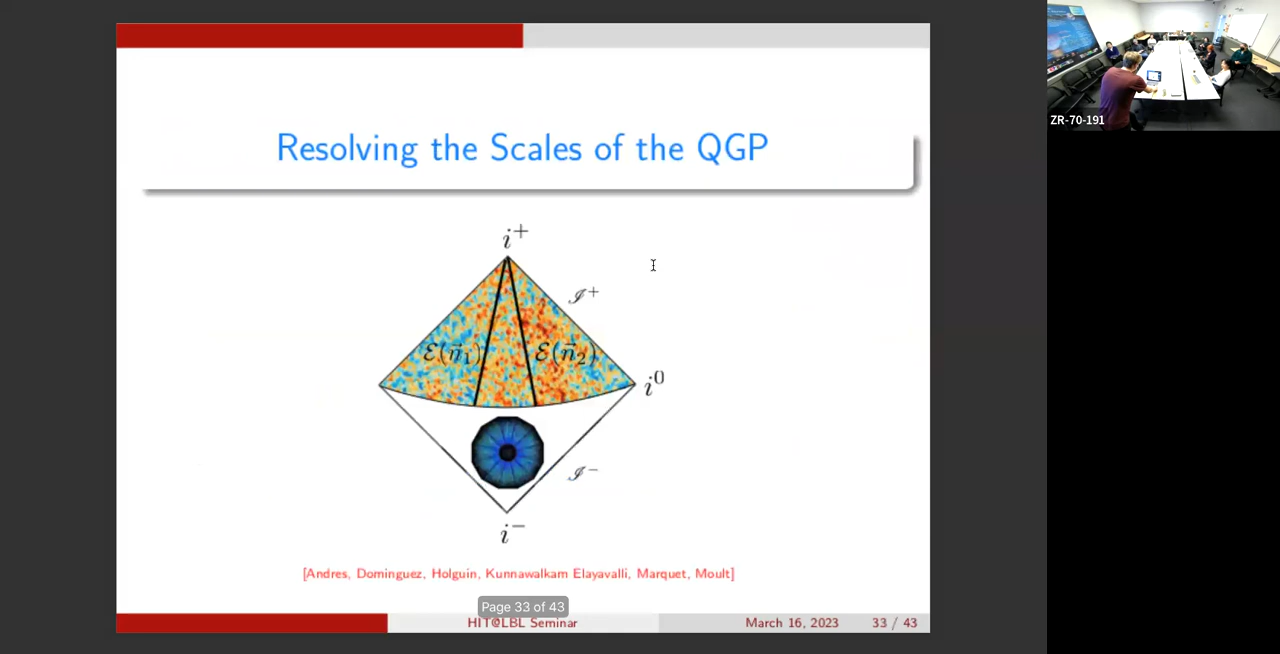 Resolving the Scales of the QGP
i⁺
ℐ⁺
ℰ(n⃗₁) ℰ(n⃗₂)
i⁰
ℐ⁻
i⁻
[Andres, Dominguez, Holguin, Kunnawalkam Elayavalli, Marquet, Moult]
Page 33 of 43
HIT@LBL Seminar March 16, 2023 33 / 43
ZR-70-191